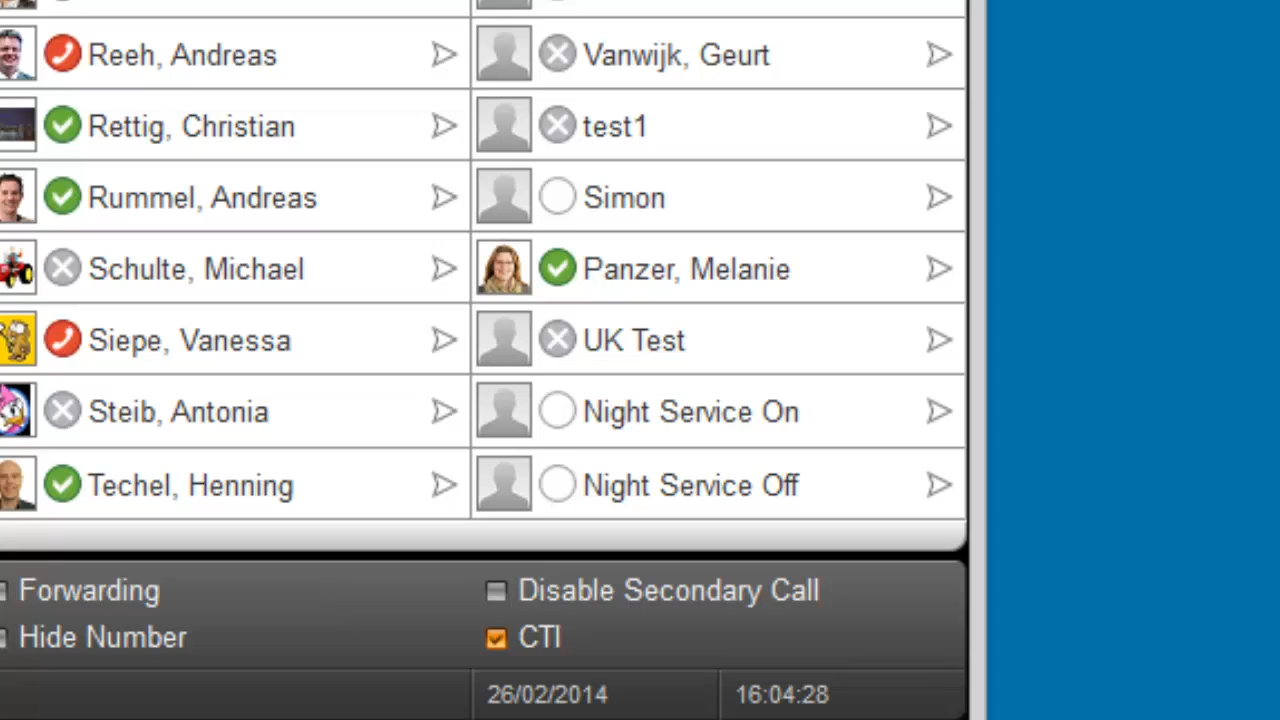 Reeh, Andreas
Vanwijk, Geurt
Rettig, Christian
test1
Rummel, Andreas
Simon
Schulte, Michael
Panzer, Melanie
Siepe, Vanessa
UK Test
Steib, Antonia
Night Service On
Techel, Henning
Night Service Off
Forwarding
Disable Secondary Call
Hide Number
CTI
26/02/2014
16:04:28